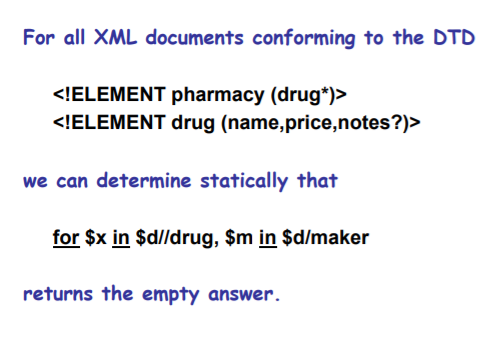 For all XML documents conforming to the DTD
<!ELEMENT pharmacy (drug*)>
<!ELEMENT drug (name,price,notes?)>
we can determine statically that
for $x in $d//drug, $m in $d/maker
returns the empty answer.